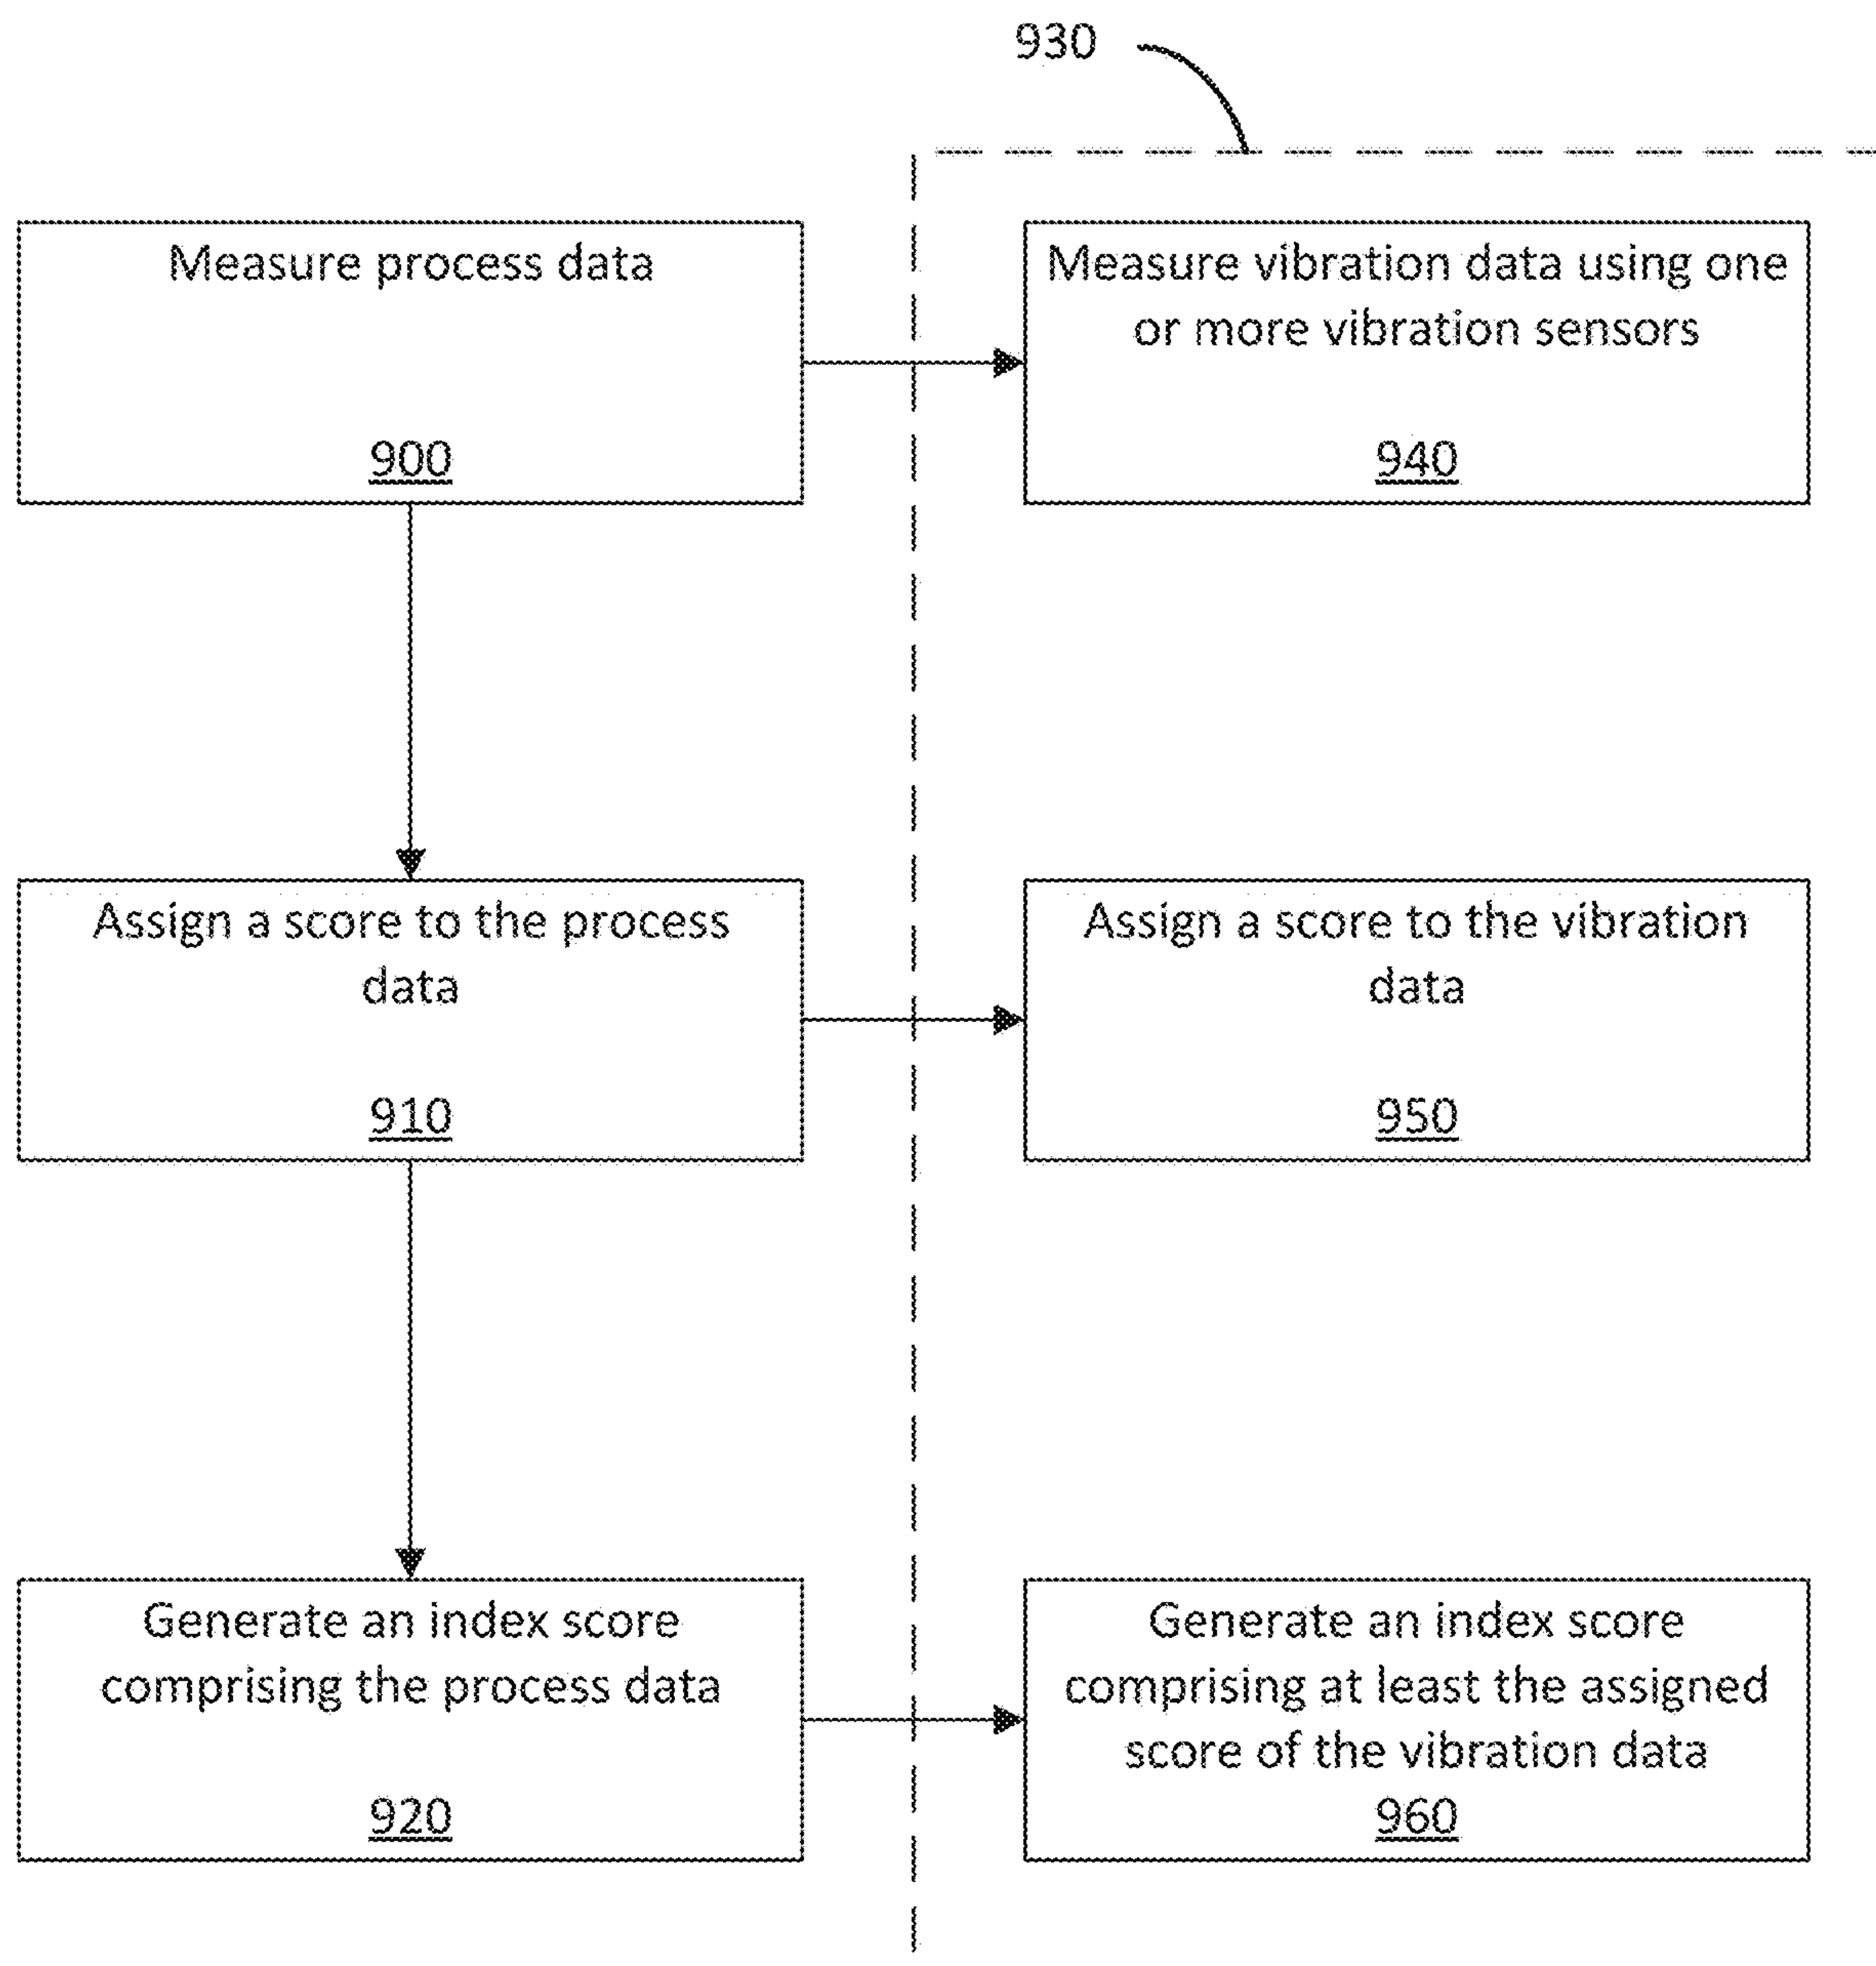 930
Measure process data
900
Measure vibration data using one
or more vibration sensors
940
Assign a score to the process
data
910
Assign a score to the vibration
data
950
Generate an index score
comprising the process data
920
Generate an index score
comprising at least the assigned
score of the vibration data
960